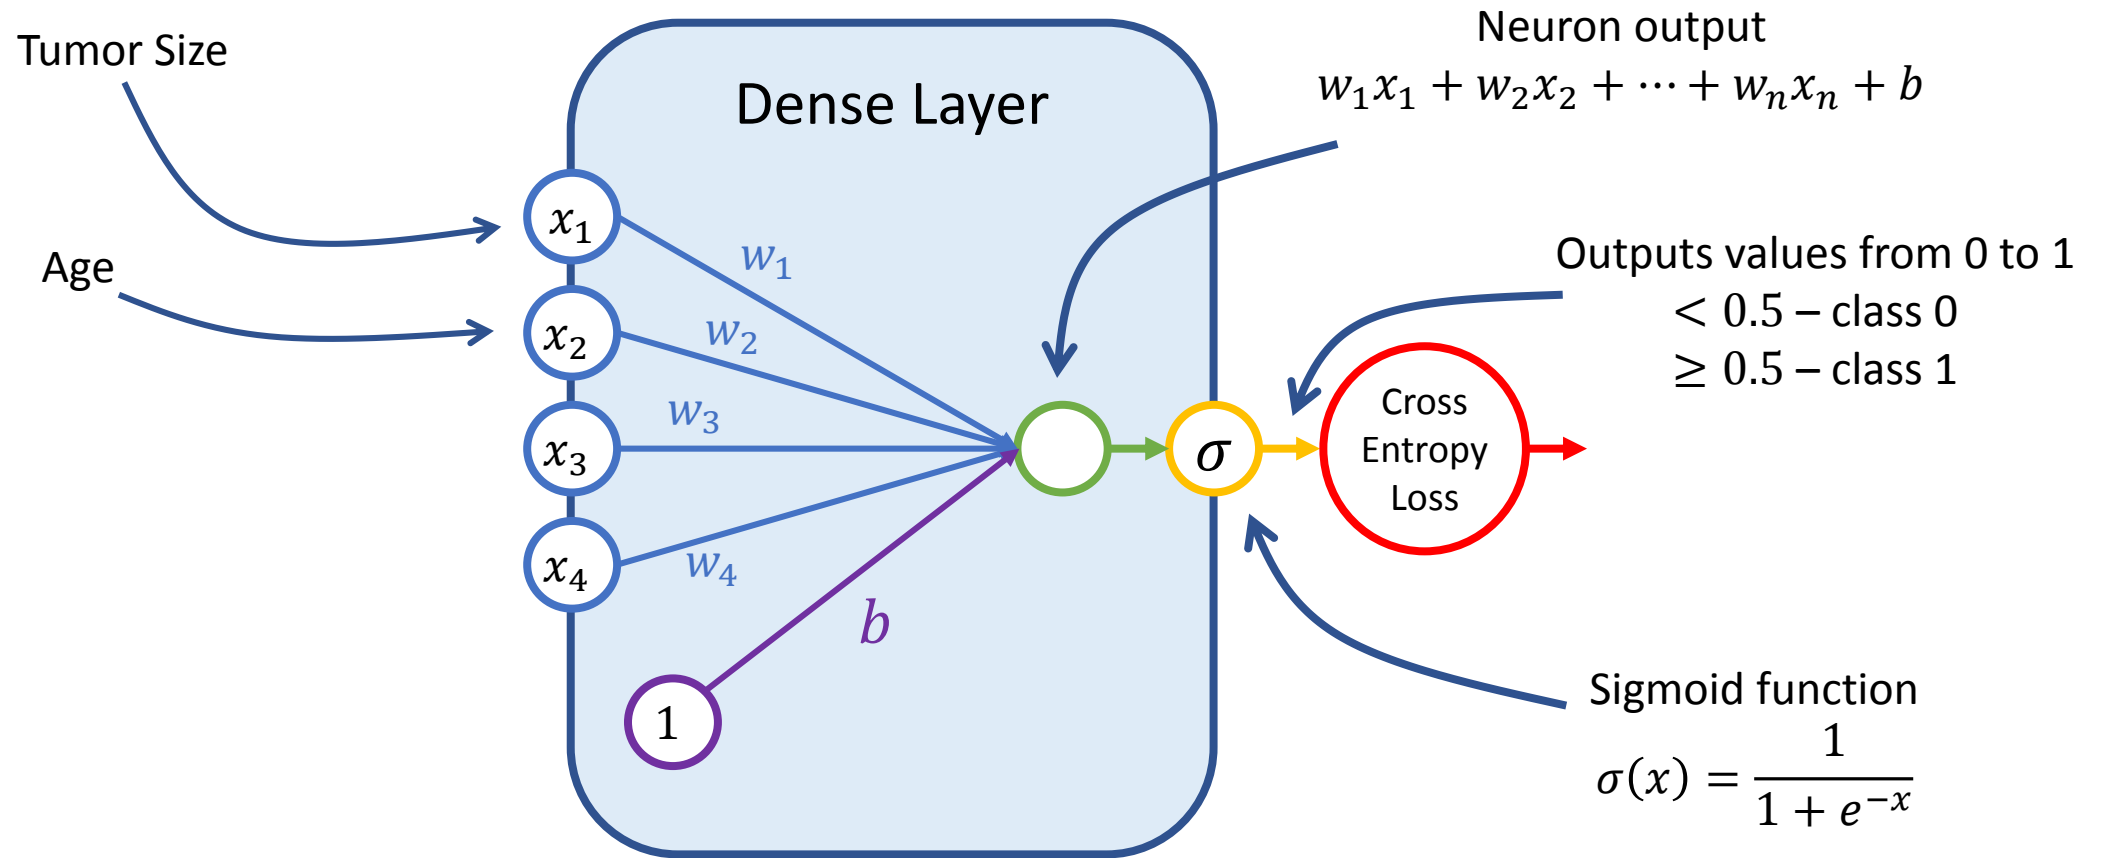 Tumor Size
Age
Dense Layer
x₁
x₂
x₃
x₄
w₁
w₂
w₃
w₄
b
1
σ
Neuron output
w₁x₁ + w₂x₂ + ⋯ + wₙxₙ + b
Outputs values from 0 to 1
< 0.5 – class 0
≥ 0.5 – class 1
Cross
Entropy
Loss
Sigmoid function
σ(x) = 1 / (1 + e⁻ˣ)